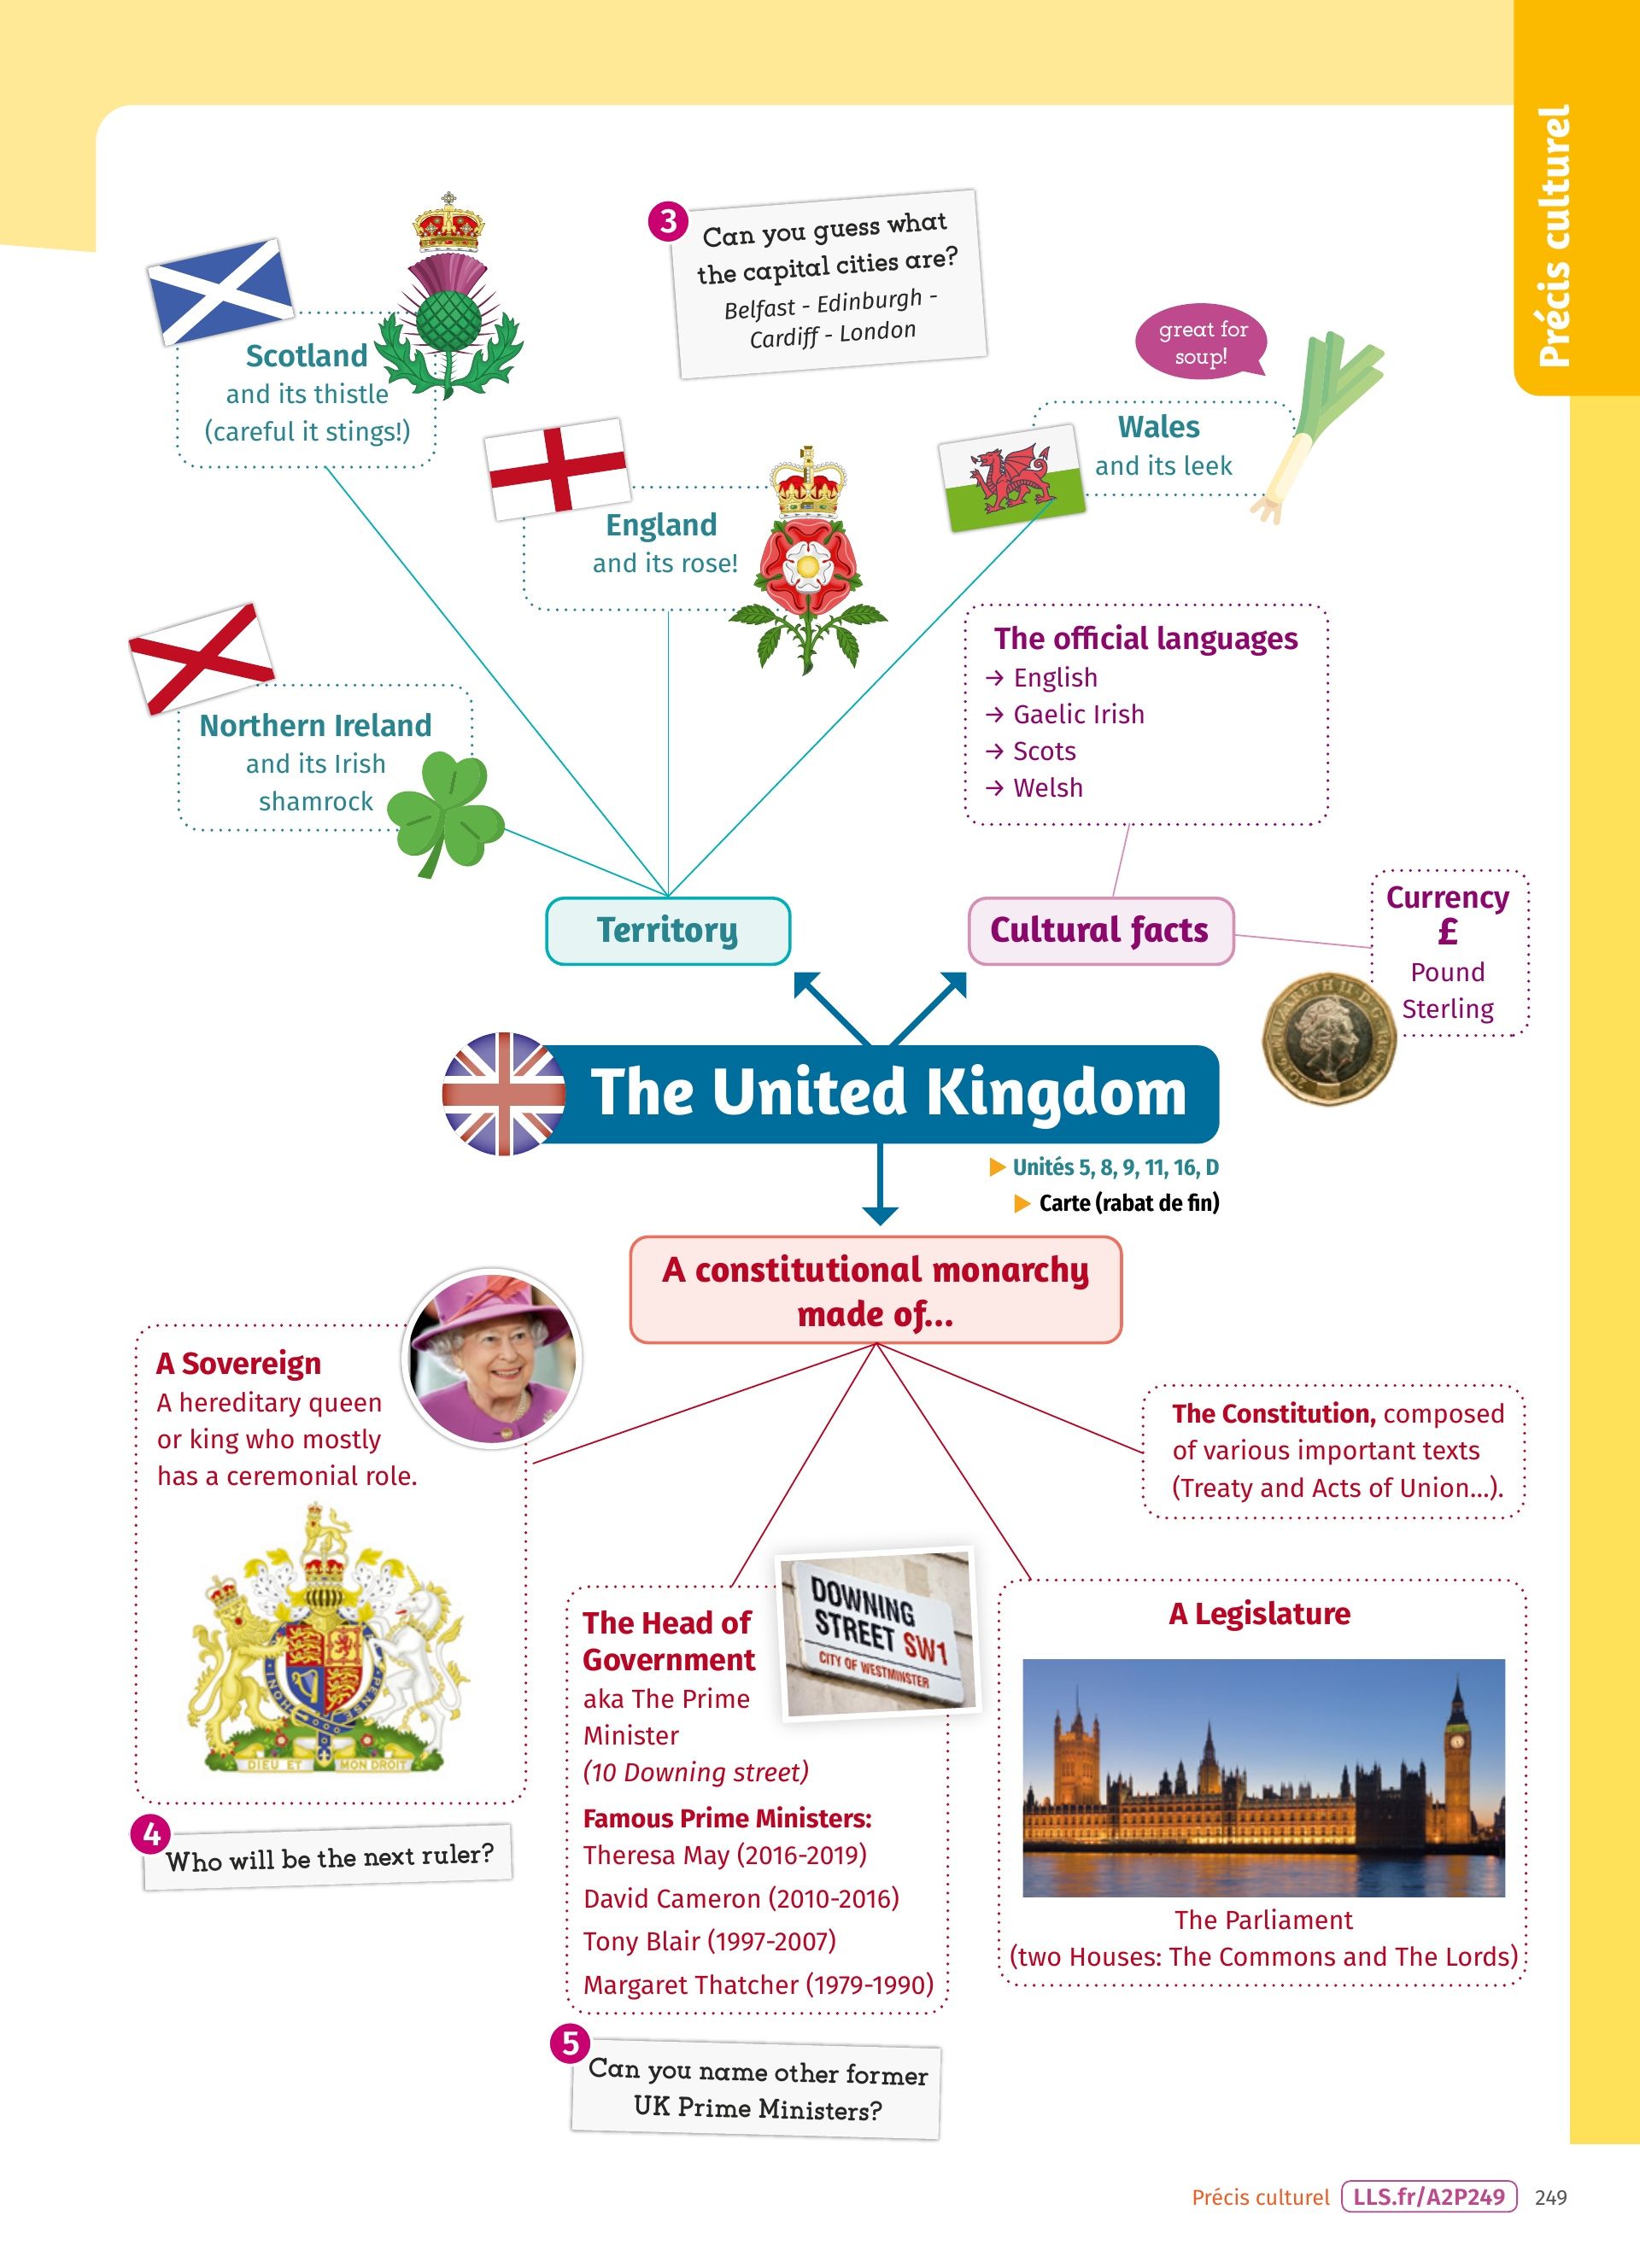 Précis culturel
3
Can you guess what
the capital cities are?
Belfast - Edinburgh -
Cardiff - London
Scotland
and its thistle
(careful it stings!)
great for
soup!
Wales
and its leek
England
and its rose!
The official languages
→ English
→ Gaelic Irish
→ Scots
→ Welsh
Northern Ireland
and its Irish
shamrock
Territory
Cultural facts
Currency
£
Pound
Sterling
The United Kingdom
▶ Unités 5, 8, 9, 11, 16, D
▶ Carte (rabat de fin)
A constitutional monarchy
made of...
A Sovereign
A hereditary queen
or king who mostly
has a ceremonial role.
DIEU ET MON DROIT
4
Who will be the next ruler?
The Constitution, composed
of various important texts
(Treaty and Acts of Union...).
DOWNING
STREET SW1
CITY OF WESTMINSTER
The Head of
Government
aka The Prime
Minister
(10 Downing street)
Famous Prime Ministers:
Theresa May (2016-2019)
David Cameron (2010-2016)
Tony Blair (1997-2007)
Margaret Thatcher (1979-1990)
5
Can you name other former
UK Prime Ministers?
A Legislature
The Parliament
(two Houses: The Commons and The Lords)
Précis culturel LLS.fr/A2P249 249